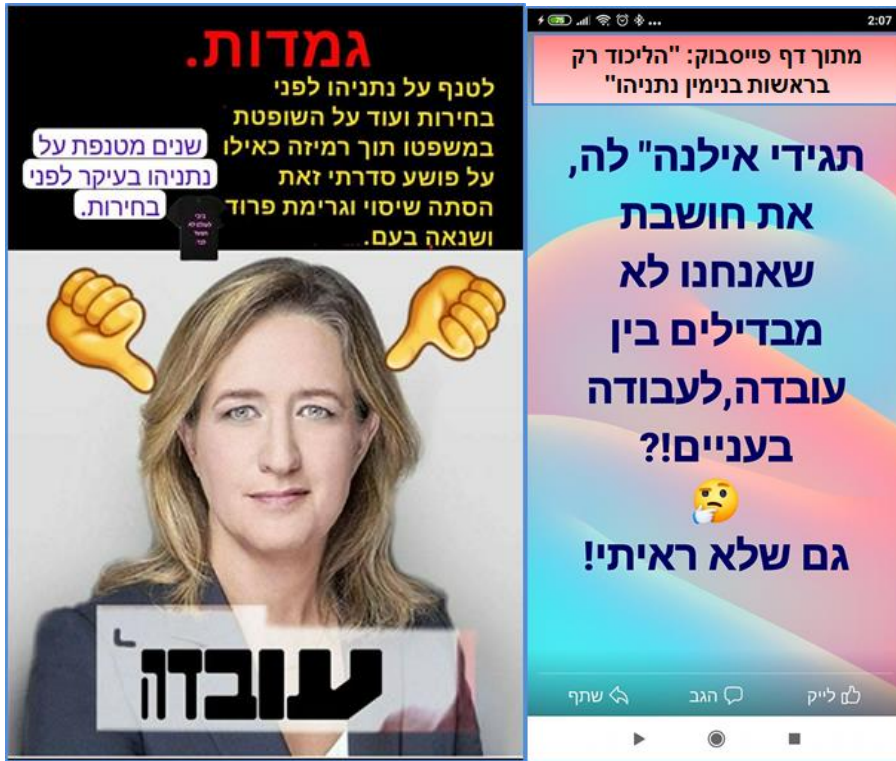 2:07
75
מתוך דף פייסבוק: "הליכוד רק
בראשות בנימין נתניהו"
תגידי אילנה" לה,
את חושבת
שאנחנו לא
מבדילים בין
עובדה,לעבודה
בעניים!?
גם שלא ראיתי!
לייק
הגב
שתף
גמדות.
לטנף על נתניהו לפני
בחירות ועוד על השופטת
במשפטו תוך רמיזה כאילו
על פושע סדרתי זאת
הסתה שיסוי וגרימת פרוד
ושנאה בעם.
שנים מטנפת על
נתניהו בעיקר לפני
בחירות.
עובדה